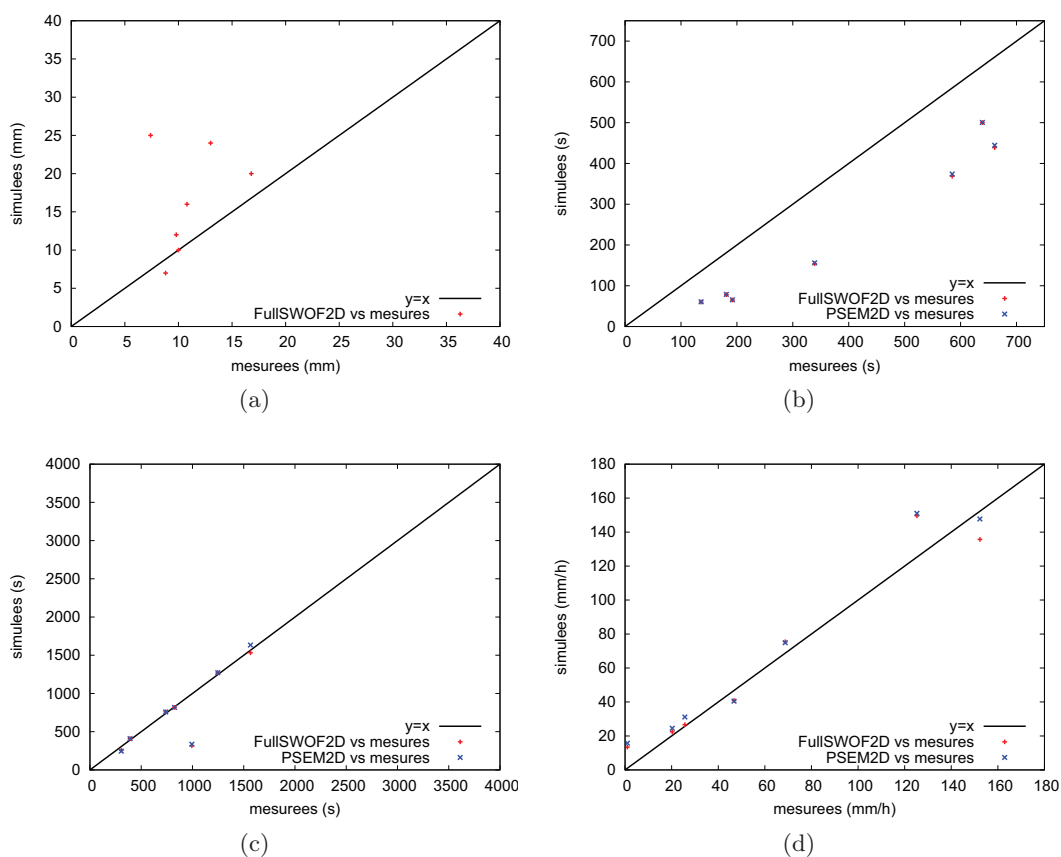 40
35
30
25
20
15
10
5
0
simulees (mm)
0 5 10 15 20 25 30 35 40
mesurees (mm)
y=x
FullSWOF2D vs mesures
(a)
700
600
500
400
300
200
100
0
simulees (s)
0 100 200 300 400 500 600 700
mesurees (s)
y=x
FullSWOF2D vs mesures
PSEM2D vs mesures
(b)
4000
3500
3000
2500
2000
1500
1000
500
0
simulees (s)
0 500 1000 1500 2000 2500 3000 3500 4000
mesurees (s)
y=x
FullSWOF2D vs mesures
PSEM2D vs mesures
(c)
180
160
140
120
100
80
60
40
20
0
simulees (mm/h)
0 20 40 60 80 100 120 140 160 180
mesurees (mm/h)
y=x
FullSWOF2D vs mesures
PSEM2D vs mesures
(d)